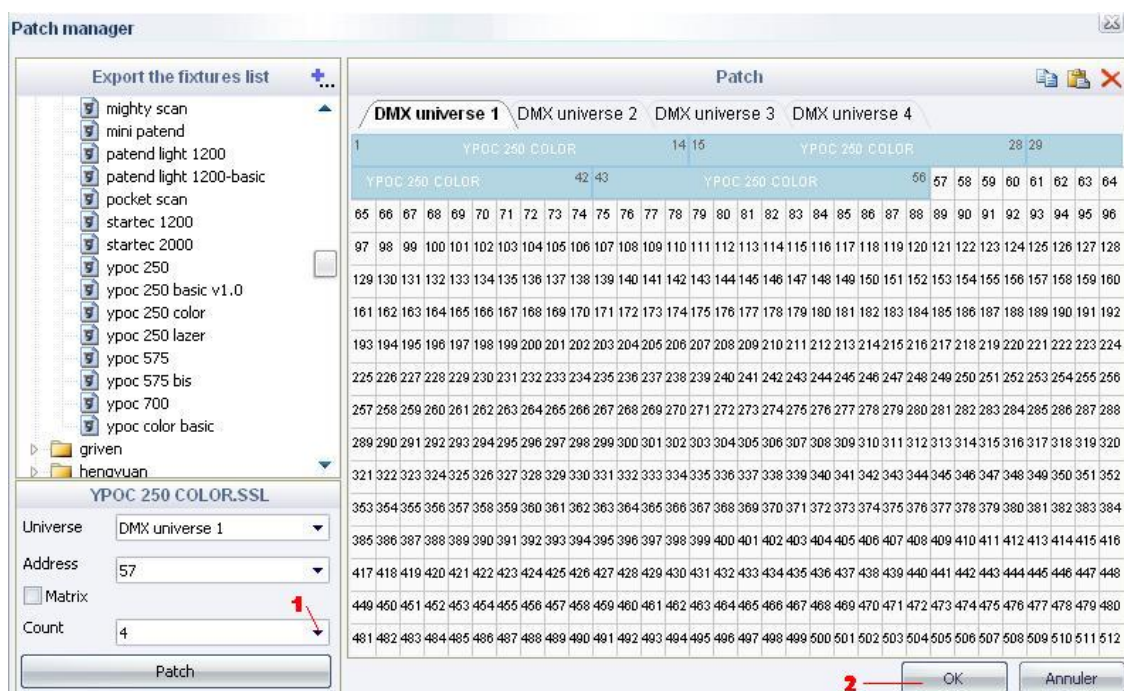 Patch manager
Export the fixtures list
mighty scan
mini patend
patend light 1200
patend light 1200-basic
pocket scan
startec 1200
startec 2000
ypoc 250
ypoc 250 basic v1.0
ypoc 250 color
ypoc 250 lazer
ypoc 575
ypoc 575 bis
ypoc 700
ypoc color basic
griven
hengyuan
YPOC 250 COLOR.SSL
Universe DMX universe 1
Address 57
Matrix
1
Count 4
Patch
Patch
DMX universe 1 DMX universe 2 DMX universe 3 DMX universe 4
1 YPOC 250 COLOR 14 15 YPOC 250 COLOR 28 29
YPOC 250 COLOR 42 43 YPOC 250 COLOR 56 57 58 59 60 61 62 63 64
65 66 67 68 69 70 71 72 73 74 75 76 77 78 79 80 81 82 83 84 85 86 87 88 89 90 91 92 93 94 95 96
97 98 99 100 101 102 103 104 105 106 107 108 109 110 111 112 113 114 115 116 117 118 119 120 121 122 123 124 125 126 127 128
129 130 131 132 133 134 135 136 137 138 139 140 141 142 143 144 145 146 147 148 149 150 151 152 153 154 155 156 157 158 159 160
161 162 163 164 165 166 167 168 169 170 171 172 173 174 175 176 177 178 179 180 181 182 183 184 185 186 187 188 189 190 191 192
193 194 195 196 197 198 199 200 201 202 203 204 205 206 207 208 209 210 211 212 213 214 215 216 217 218 219 220 221 222 223 224
225 226 227 228 229 230 231 232 233 234 235 236 237 238 239 240 241 242 243 244 245 246 247 248 249 250 251 252 253 254 255 256
257 258 259 260 261 262 263 264 265 266 267 268 269 270 271 272 273 274 275 276 277 278 279 280 281 282 283 284 285 286 287 288
289 290 291 292 293 294 295 296 297 298 299 300 301 302 303 304 305 306 307 308 309 310 311 312 313 314 315 316 317 318 319 320
321 322 323 324 325 326 327 328 329 330 331 332 333 334 335 336 337 338 339 340 341 342 343 344 345 346 347 348 349 350 351 352
353 354 355 356 357 358 359 360 361 362 363 364 365 366 367 368 369 370 371 372 373 374 375 376 377 378 379 380 381 382 383 384
385 386 387 388 389 390 391 392 393 394 395 396 397 398 399 400 401 402 403 404 405 406 407 408 409 410 411 412 413 414 415 416
417 418 419 420 421 422 423 424 425 426 427 428 429 430 431 432 433 434 435 436 437 438 439 440 441 442 443 444 445 446 447 448
449 450 451 452 453 454 455 456 457 458 459 460 461 462 463 464 465 466 467 468 469 470 471 472 473 474 475 476 477 478 479 480
481 482 483 484 485 486 487 488 489 490 491 492 493 494 495 496 497 498 499 500 501 502 503 504 505 506 507 508 509 510 511 512
2 OK Annuler